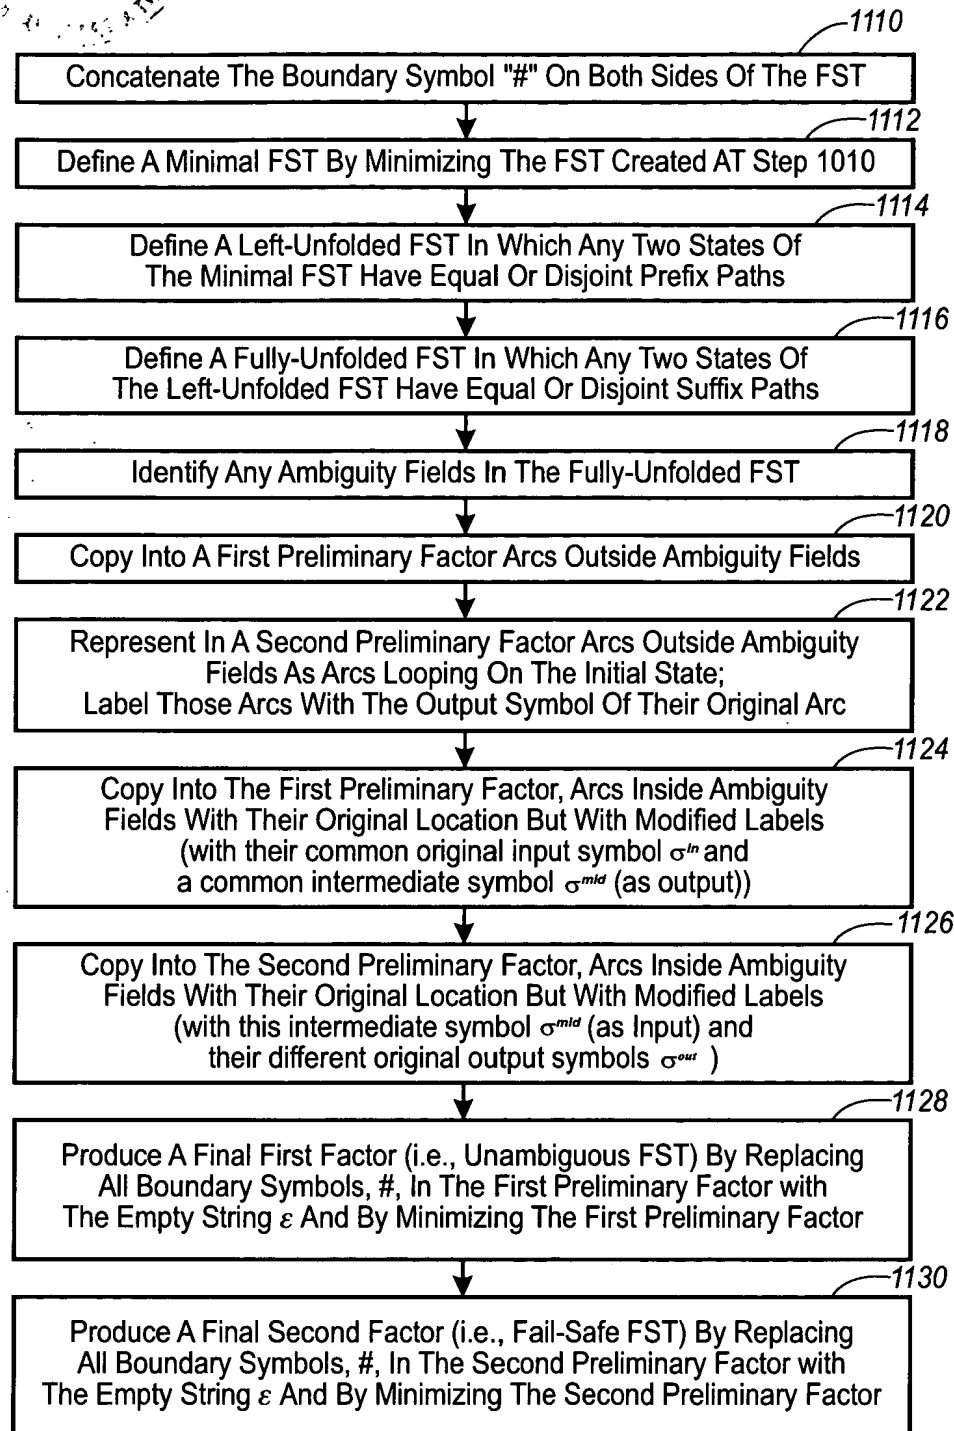 1110
Concatenate The Boundary Symbol "#" On Both Sides Of The FST
1112
Define A Minimal FST By Minimizing The FST Created AT Step 1010
1114
Define A Left-Unfolded FST In Which Any Two States Of
The Minimal FST Have Equal Or Disjoint Prefix Paths
1116
Define A Fully-Unfolded FST In Which Any Two States Of
The Left-Unfolded FST Have Equal Or Disjoint Suffix Paths
1118
Identify Any Ambiguity Fields In The Fully-Unfolded FST
1120
Copy Into A First Preliminary Factor Arcs Outside Ambiguity Fields
1122
Represent In A Second Preliminary Factor Arcs Outside Ambiguity
Fields As Arcs Looping On The Initial State;
Label Those Arcs With The Output Symbol Of Their Original Arc
1124
Copy Into The First Preliminary Factor, Arcs Inside Ambiguity
Fields With Their Original Location But With Modified Labels
(with their common original input symbol σ^in and
a common intermediate symbol σ^mid (as output))
1126
Copy Into The Second Preliminary Factor, Arcs Inside Ambiguity
Fields With Their Original Location But With Modified Labels
(with this intermediate symbol σ^mid (as Input) and
their different original output symbols σ^out )
1128
Produce A Final First Factor (i.e., Unambiguous FST) By Replacing
All Boundary Symbols, #, In The First Preliminary Factor with
The Empty String ε And By Minimizing The First Preliminary Factor
1130
Produce A Final Second Factor (i.e., Fail-Safe FST) By Replacing
All Boundary Symbols, #, In The Second Preliminary Factor with
The Empty String ε And By Minimizing The Second Preliminary Factor